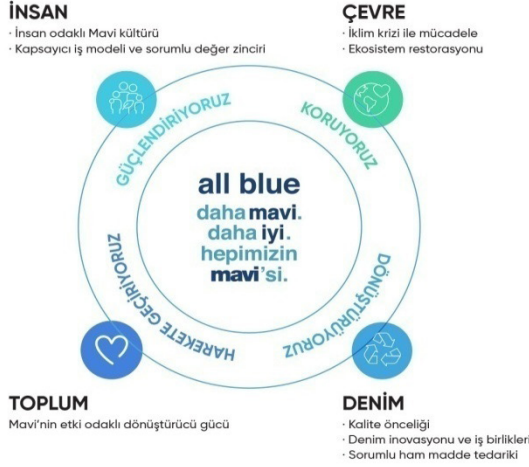 İNSAN
· İnsan odaklı Mavi kültürü
· Kapsayıcı iş modeli ve sorumlu değer zinciri
ÇEVRE
· İklim krizi ile mücadele
· Ekosistem restorasyonu
GÜÇLENDİRİYORUZ
KORUYORUZ
all blue
daha mavi.
daha iyi.
hepimizin
mavi'si.
HAREKETE GEÇİRİYORUZ
DÖNÜŞTÜRÜYORUZ
TOPLUM
Mavi'nin etki odaklı dönüştürücü gücü
DENİM
· Kalite önceliği
· Denim inovasyonu ve iş birlikleri
· Sorumlu ham madde tedariki